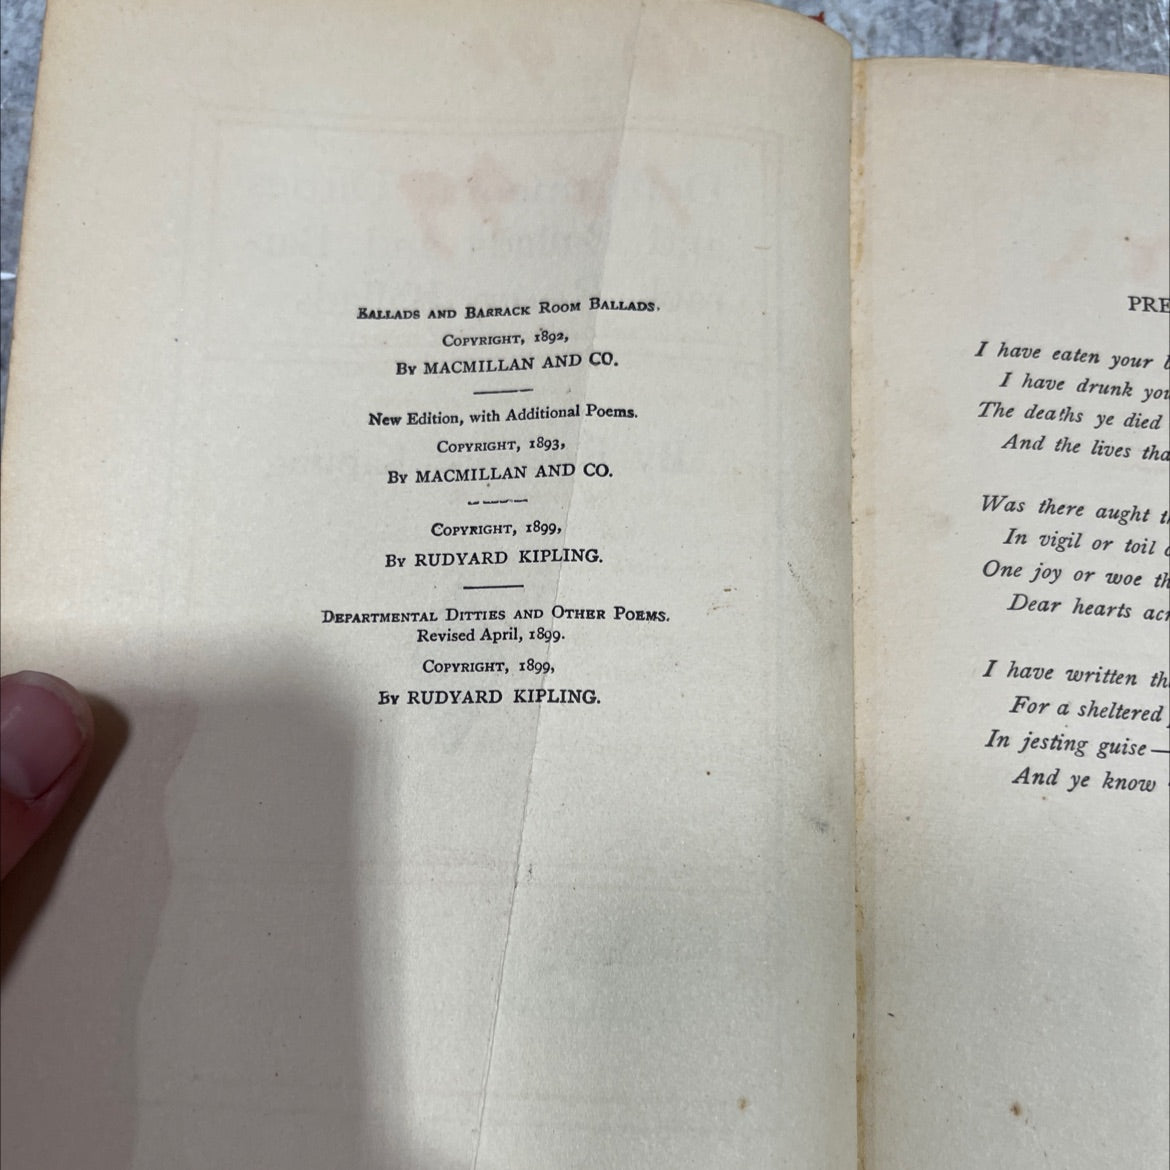 BALLADS AND BARRACK ROOM BALLADS.
COPYRIGHT, 1892,
By MACMILLAN AND CO.
New Edition, with Additional Poems.
COPYRIGHT, 1893,
By MACMILLAN AND CO.
COPYRIGHT, 1899,
By RUDYARD KIPLING.
DEPARTMENTAL DITTIES AND OTHER POEMS.
Revised April, 1899.
COPYRIGHT, 1899,
By RUDYARD KIPLING.
PRE
I have eaten your
I have drunk you
The deaths ye died
And the lives tha
Was there aught
In vigil or toil
One joy or woe th
Dear hearts acr
I have written th
For a sheltered
In jesting guise—
And ye know